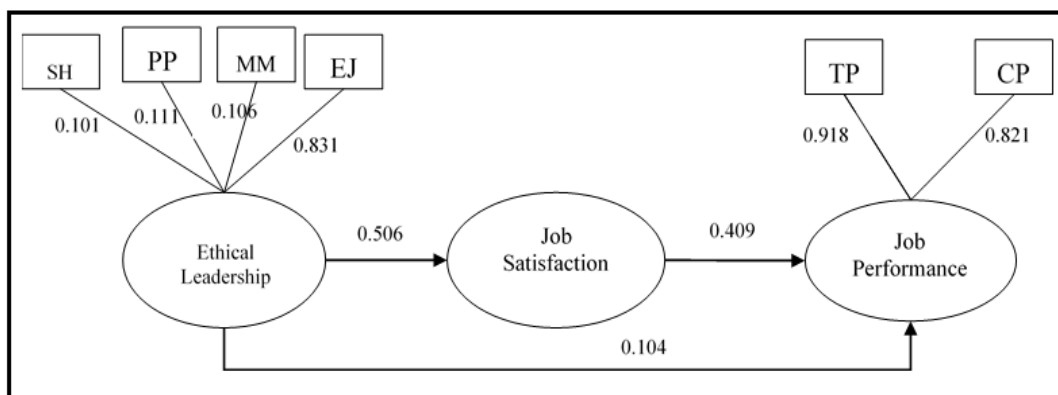 SH
PP
MM
EJ
TP
CP
0.101
0.111
0.106
0.831
0.918
0.821
Ethical
Leadership
0.506
Job
Satisfaction
0.409
Job
Performance
0.104